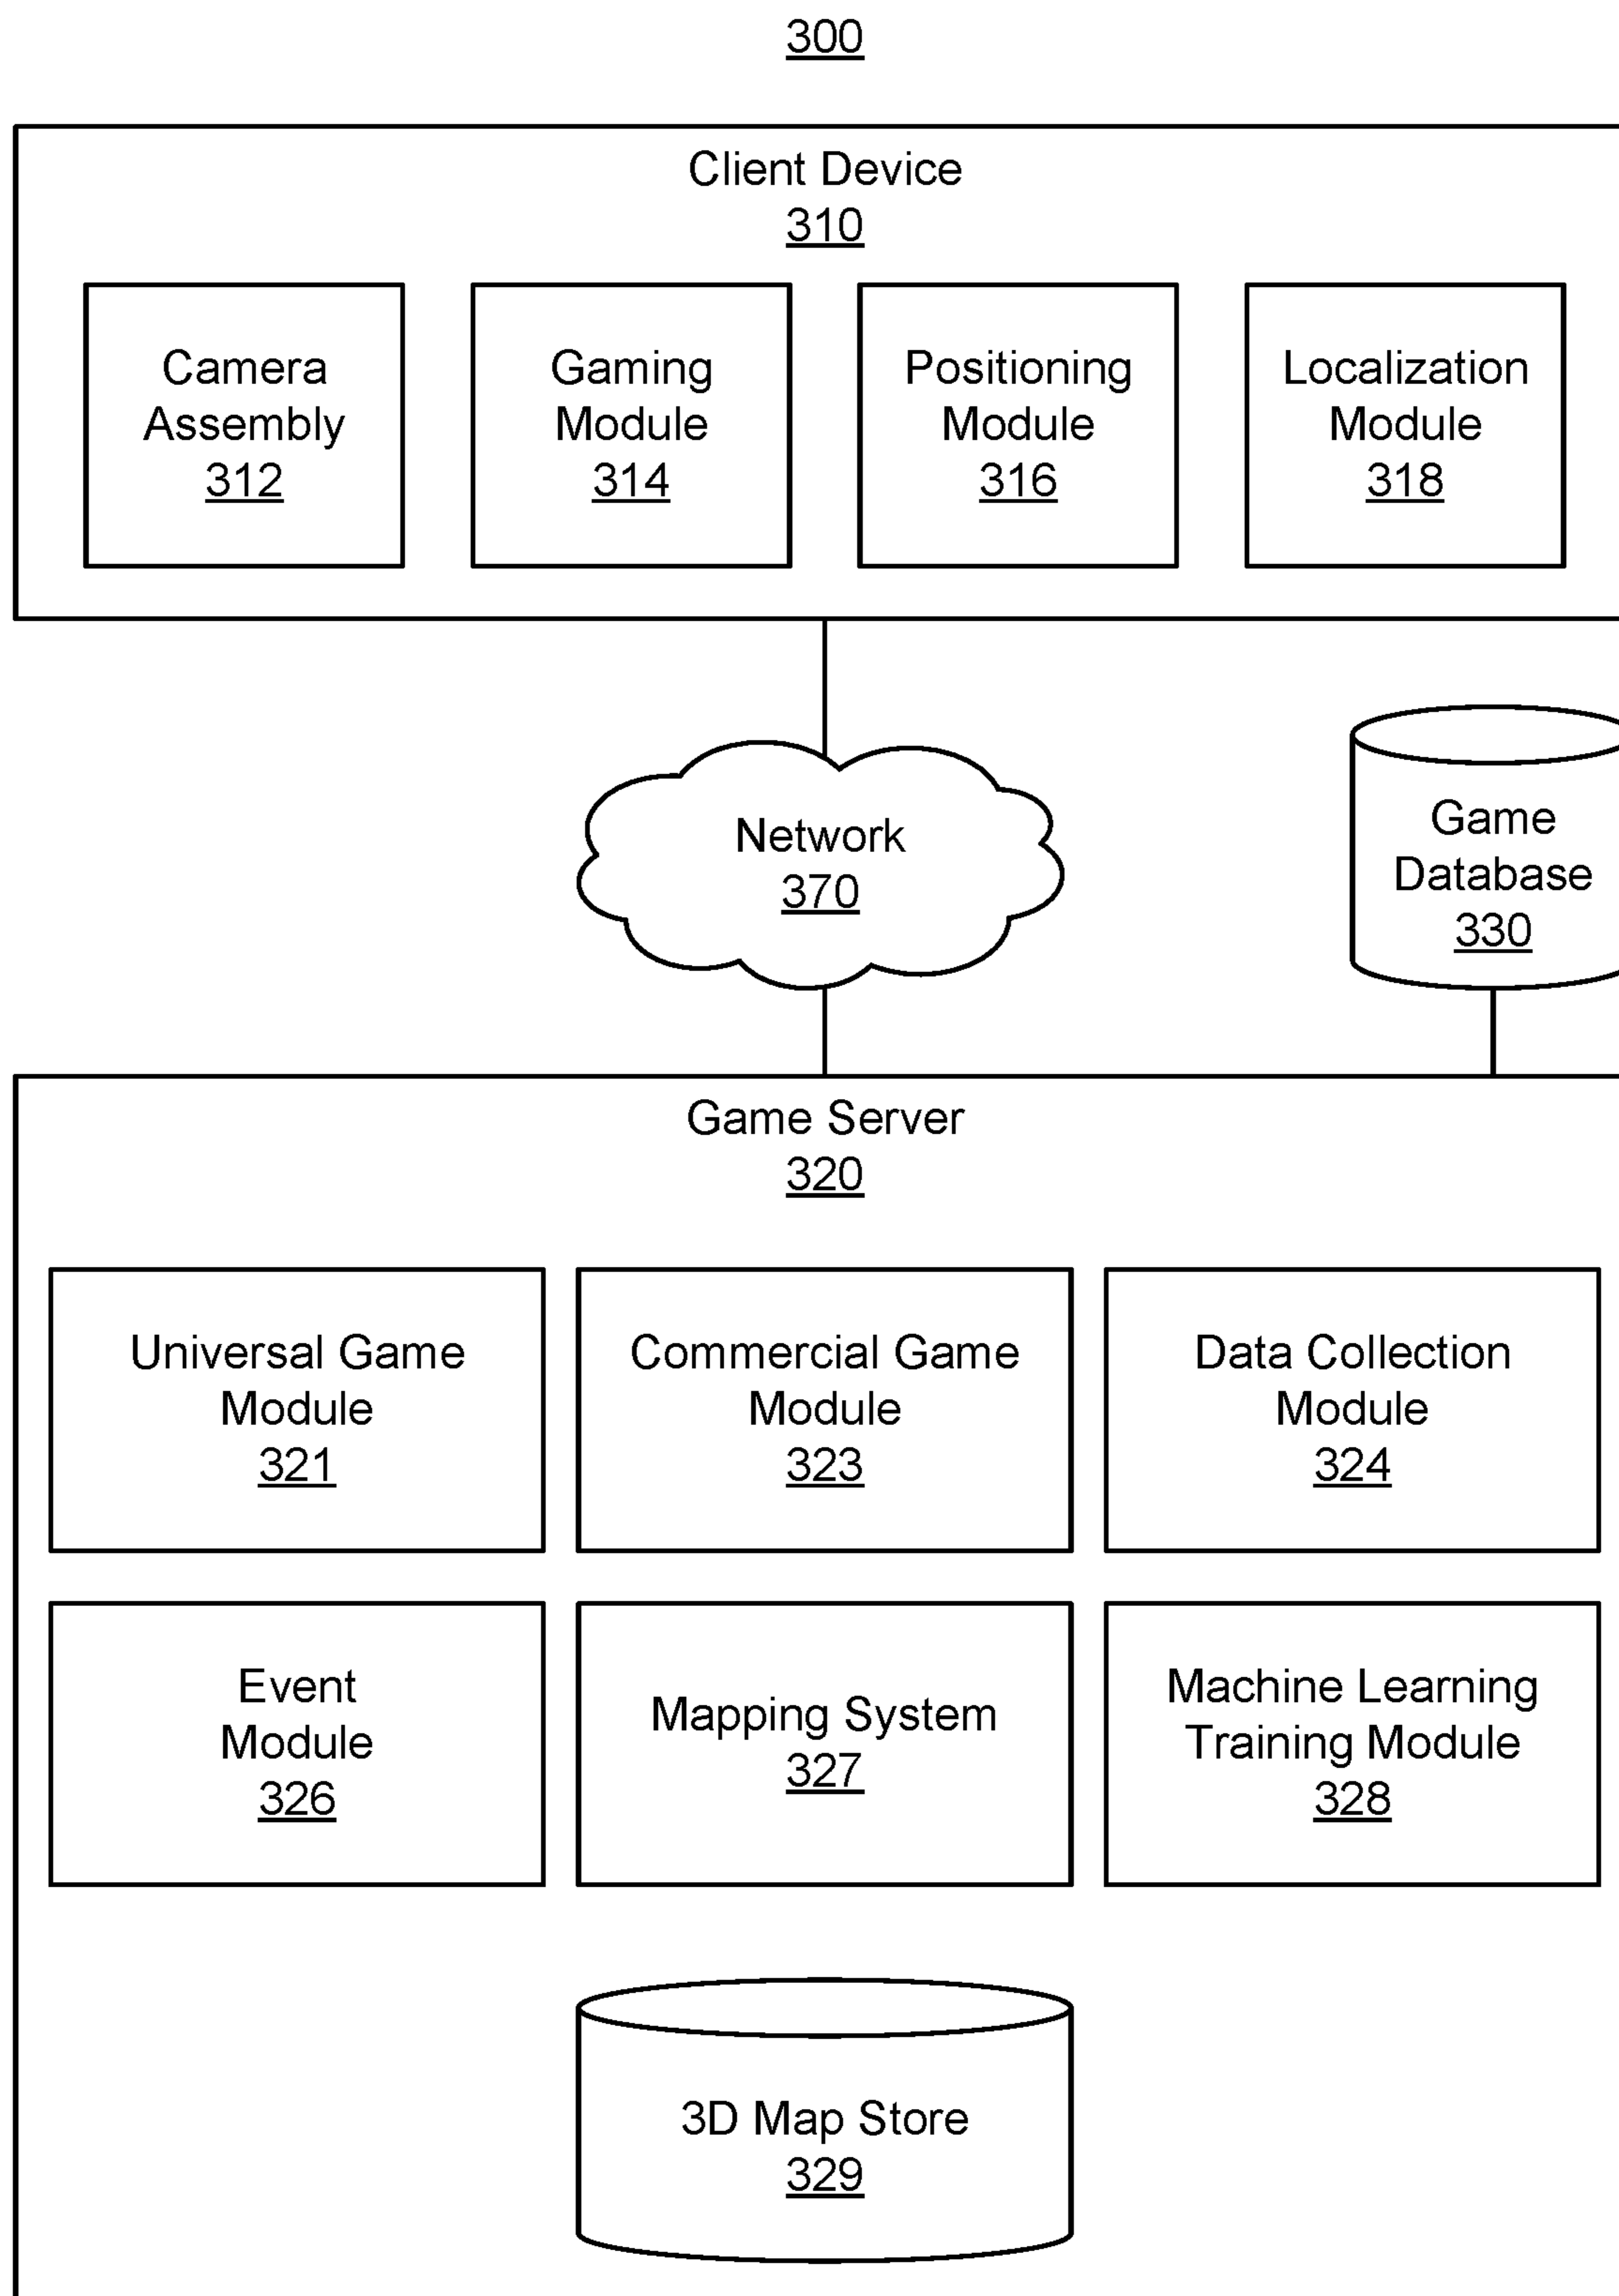 300
Client Device
310
Camera
Assembly
312
Gaming
Module
314
Positioning
Module
316
Localization
Module
318
Network
370
Game
Database
330
Game Server
320
Universal Game
Module
321
Commercial Game
Module
323
Data Collection
Module
324
Event
Module
326
Mapping System
327
Machine Learning
Training Module
328
3D Map Store
329